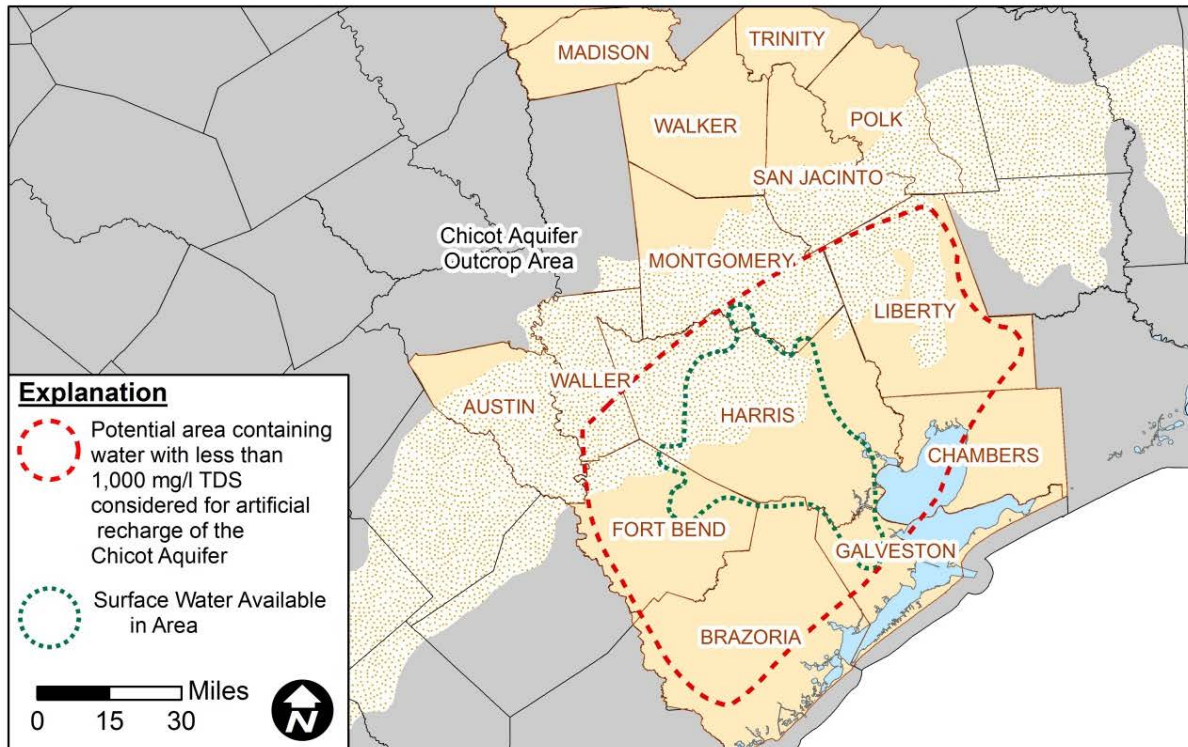 MADISON
TRINITY
WALKER
POLK
SAN JACINTO
Chicot Aquifer
Outcrop Area
MONTGOMERY
LIBERTY
WALLER
AUSTIN
HARRIS
CHAMBERS
FORT BEND
GALVESTON
BRAZORIA
Explanation
Potential area containing
water with less than
1,000 mg/l TDS
considered for artificial
recharge of the
Chicot Aquifer
Surface Water Available
in Area
Miles
0 15 30
N